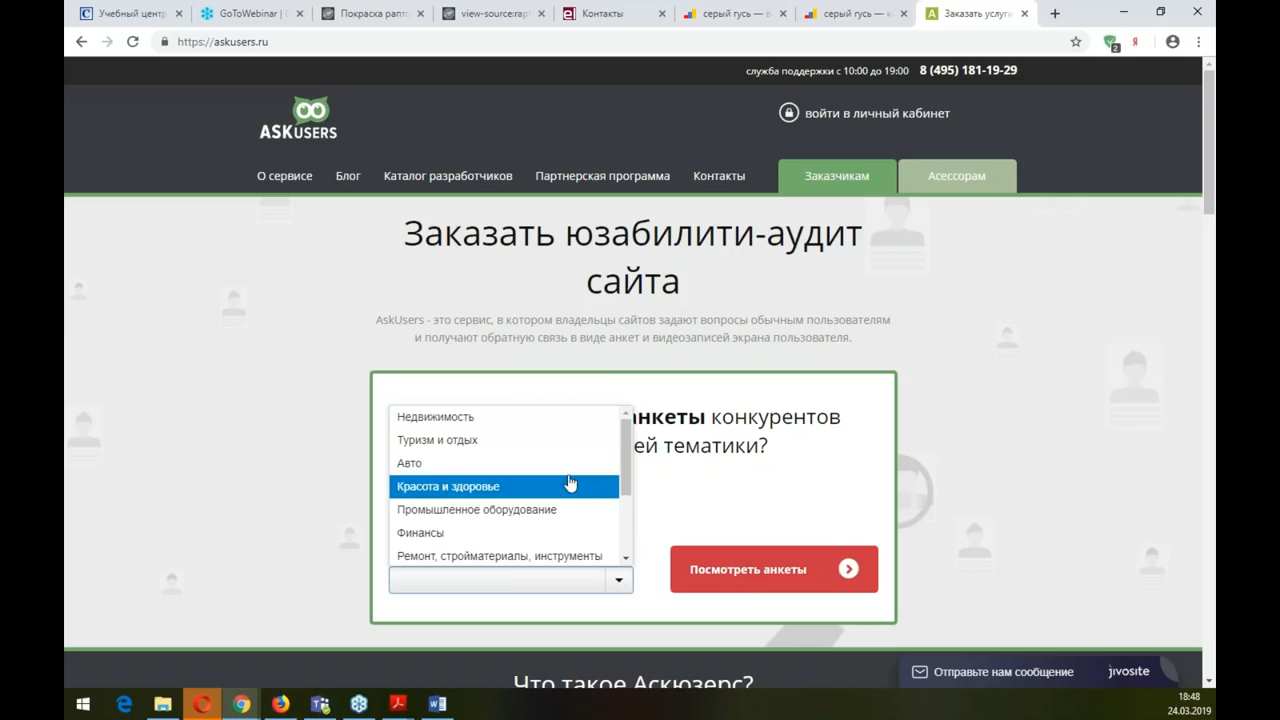 Учебный центр
GoToWebinar |
Покраска рапто
view-source:rap
Контакты
серый гусь —
серый гусь —
Заказать услуги
https://askusers.ru
2
служба поддержки с 10:00 до 19:00 8 (495) 181-19-29
ASKUSERS
войти в личный кабинет
О сервисе
Блог
Каталог разработчиков
Партнерская программа
Контакты
Заказчикам
Асессорам
Заказать юзабилити-аудит
сайта
AskUsers - это сервис, в котором владельцы сайтов задают вопросы обычным пользователям
и получают обратную связь в виде анкет и видеозаписей экрана пользователя.
анкеты конкурентов
ей тематики?
Недвижимость
Туризм и отдых
Авто
Красота и здоровье
Промышленное оборудование
Финансы
Ремонт, стройматериалы, инструменты
Посмотреть анкеты
Что такое Аскюзерс?
Отправьте нам сообщение
jivosite
18:48
24.03.2019